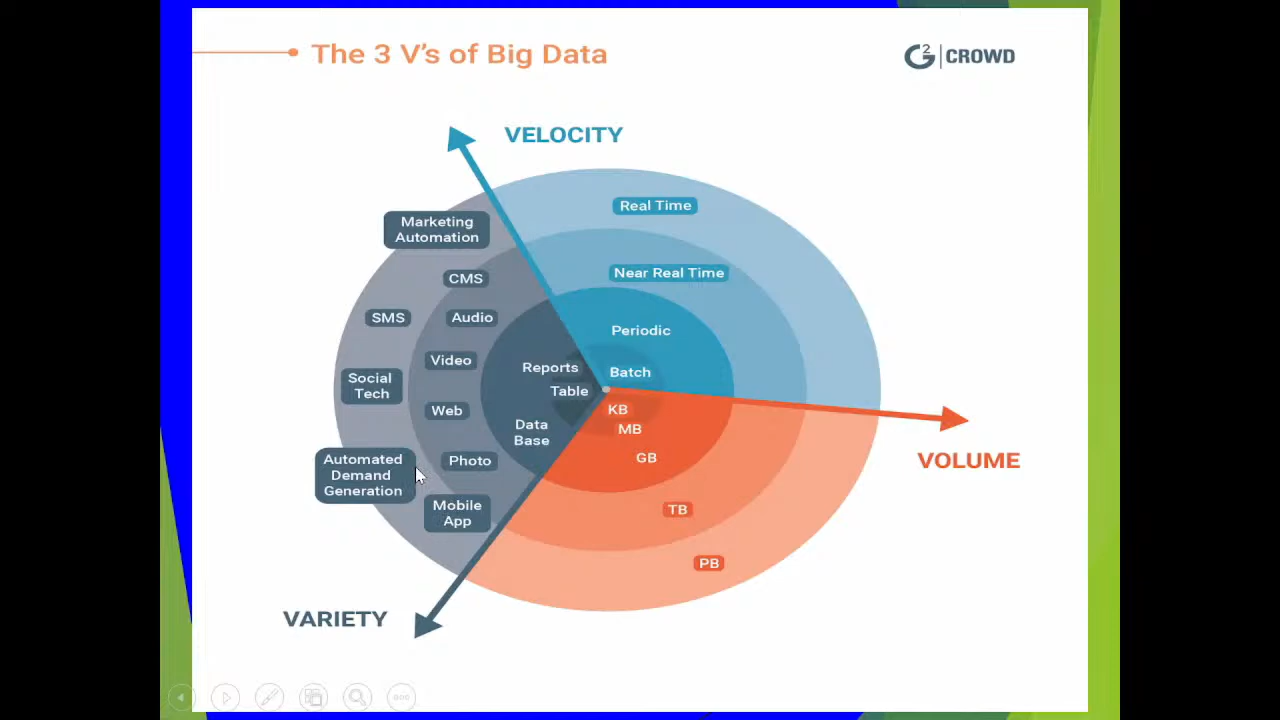 The 3 V's of Big Data
G2 | CROWD
VELOCITY
Real Time
Marketing
Automation
Near Real Time
CMS
SMS
Audio
Periodic
Video
Reports
Batch
Social
Tech
Table
Web
KB
Data
Base
MB
VOLUME
Photo
GB
Automated
Demand
Generation
Mobile
App
TB
PB
VARIETY